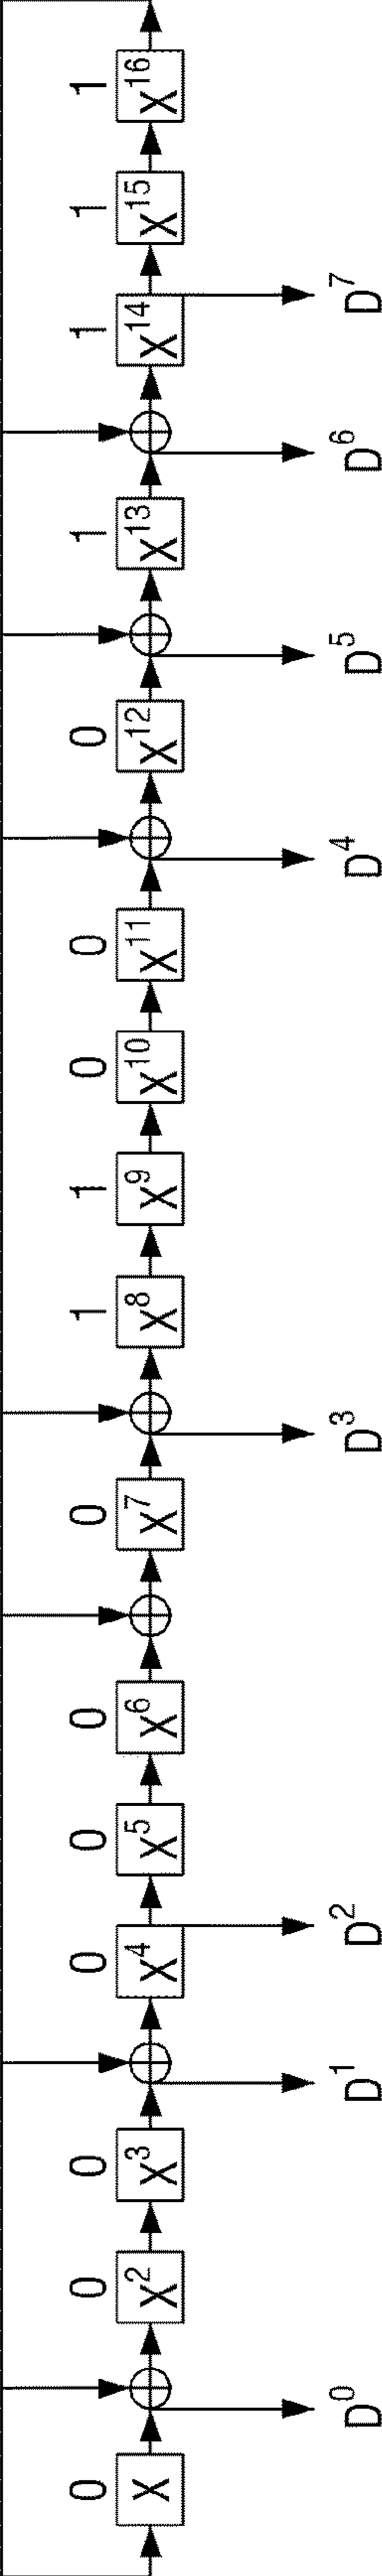 0 0 0 0 0 0 0 1 1 0 0 0 1 1 1 1
X X² X³ X⁴ X⁵ X⁶ X⁷ X⁸ X⁹ X¹⁰ X¹¹ X¹² X¹³ X¹⁴ X¹⁵ X¹⁶
D⁰ D¹ D² D³ D⁴ D⁵ D⁶ D⁷